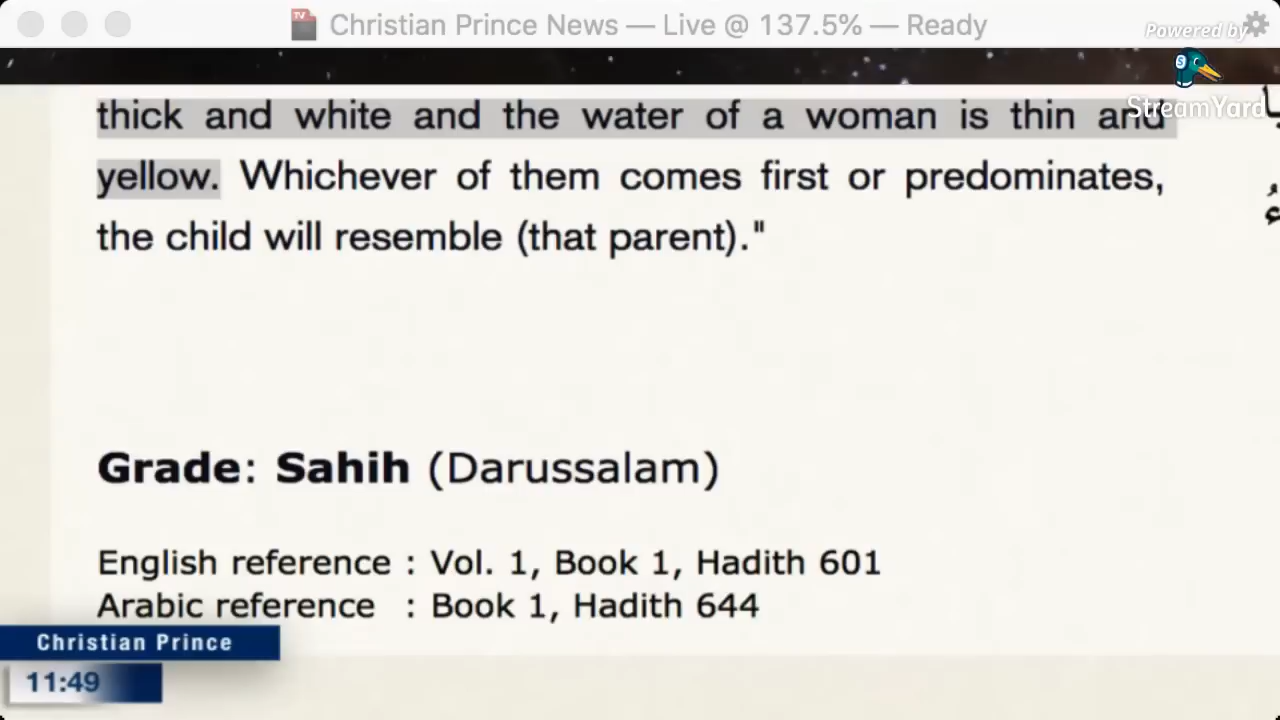 Christian Prince News — Live @ 137.5% — Ready
Powered by
StreamYard
thick and white and the water of a woman is thin and
yellow. Whichever of them comes first or predominates,
the child will resemble (that parent)."
Grade: Sahih (Darussalam)
English reference : Vol. 1, Book 1, Hadith 601
Arabic reference : Book 1, Hadith 644
Christian Prince
11:49